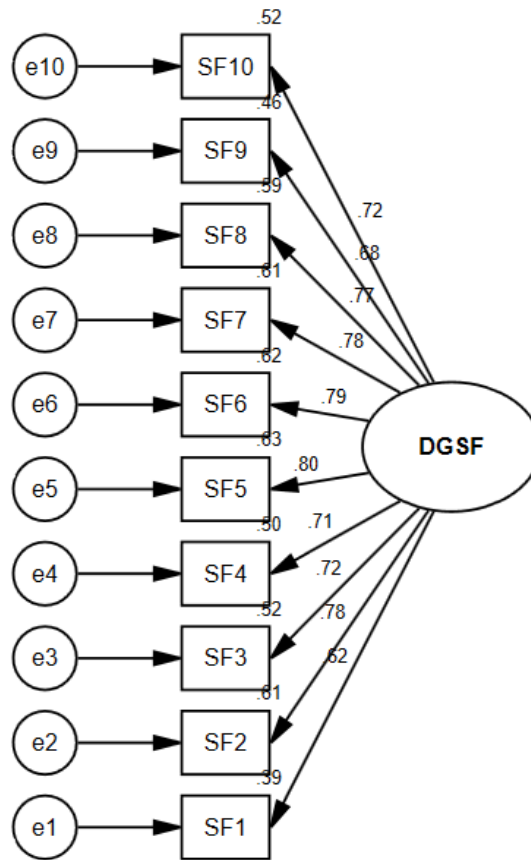 .52
e10 SF10
.46
e9 SF9
.59
.72
e8 SF8
.68
.61
.77
e7 SF7
.78
.62
e6 SF6 .79
.63
DGSF
e5 SF5 .80
.50
.71
e4 SF4
.72
.52
.78
e3 SF3
.62
.61
e2 SF2
.39
e1 SF1